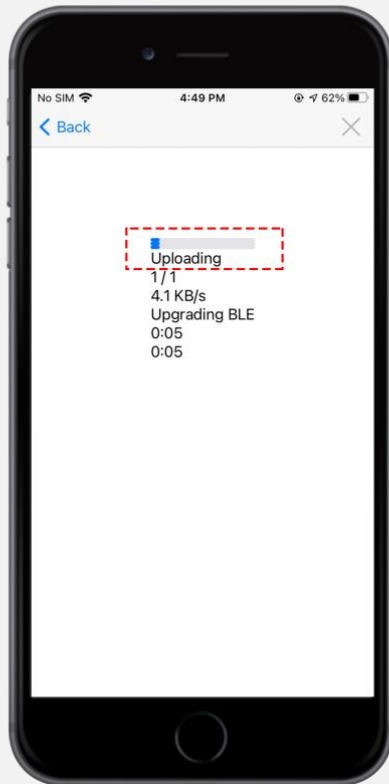 No SIM 4:49 PM 62%
Back
Uploading
1 / 1
4.1 KB/s
Upgrading BLE
0:05
0:05